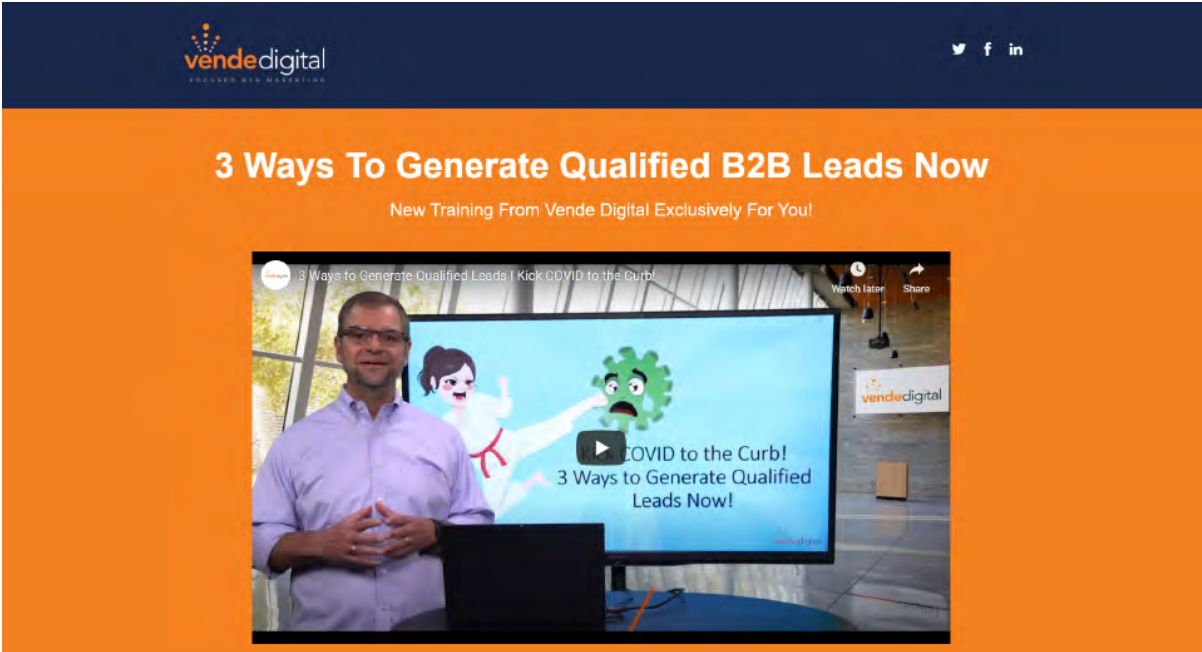 vendedigital
FOCUSED B2B MARKETING
3 Ways To Generate Qualified B2B Leads Now
New Training From Vende Digital Exclusively For You!
3 Ways to Generate Qualified Leads | Kick COVID to the Curb!
Watch later
Share
vendedigital
Kick COVID to the Curb!
3 Ways to Generate Qualified
Leads Now!
vendedigital